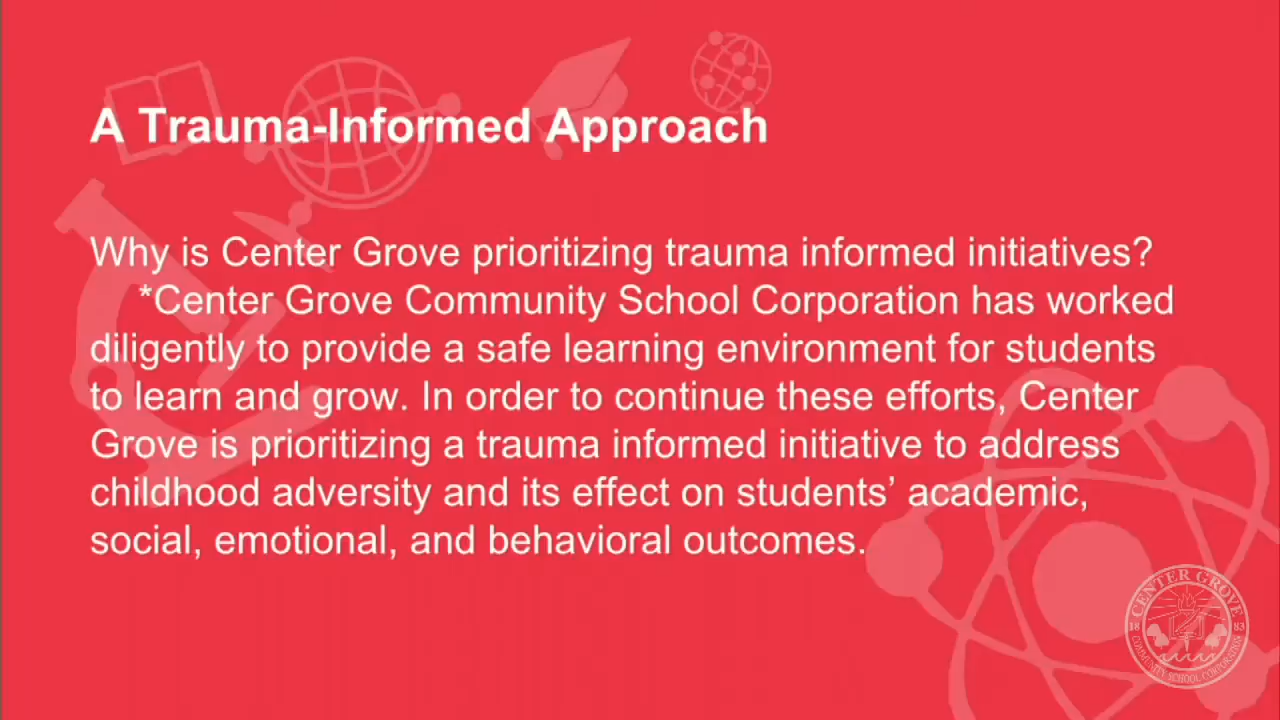 A Trauma-Informed Approach
Why is Center Grove prioritizing trauma informed initiatives?
*Center Grove Community School Corporation has worked
diligently to provide a safe learning environment for students
to learn and grow. In order to continue these efforts, Center
Grove is prioritizing a trauma informed initiative to address
childhood adversity and its effect on students’ academic,
social, emotional, and behavioral outcomes.
CENTER GROVE
18 83
COMMUNITY SCHOOL CORPORATION